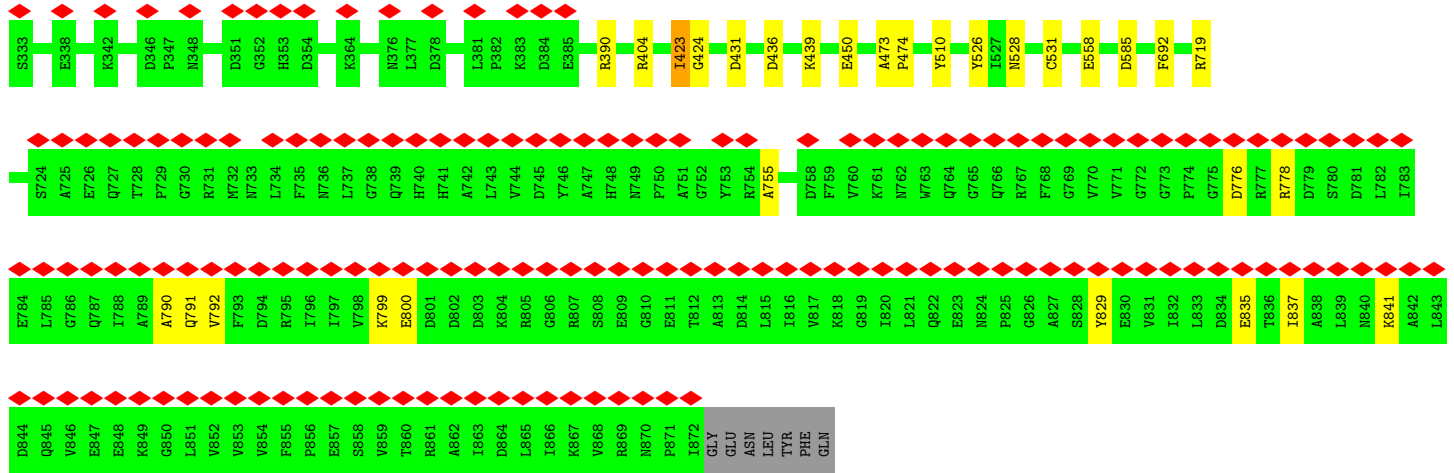 S333 E338 K342 D346 P347 N348 D351 G352 H353 D354 K364 N376 L377 D378 L381 P382 K383 D384 E385 R390 R404 I423 G424 D431 D436 K439 E450 A473 P474 Y510 Y526 I527 N528 C531 E558 D585 F692 R719
S724 A725 E726 Q727 T728 P729 G730 R731 M732 N733 L734 F735 N736 L737 G738 Q739 H740 H741 A742 L743 V744 D745 Y746 A747 H748 N749 P750 A751 G752 Y753 R754 A755 D758 F759 V760 K761 N762 W763 Q764 G765 Q766 R767 F768 G769 V770 V771 G772 G773 P774 G775 D776 R777 R778 D779 S780 D781 L782 I783
E784 L785 G786 Q787 I788 A789 A790 Q791 V792 F793 D794 R795 I796 I797 V798 K799 E800 D801 D802 D803 K804 R805 G806 R807 S808 E809 G810 E811 T812 A813 D814 L815 I816 V817 K818 G819 I820 L821 Q822 E823 N824 P825 G826 A827 S828 Y829 E830 V831 I832 L833 D834 E835 T836 I837 A838 L839 N840 K841 A842 L843
D844 Q845 V846 E847 E848 K849 G850 L851 V852 V853 V854 F855 P856 E857 S858 V859 T860 R861 A862 I863 D864 L865 I866 K867 V868 R869 N870 P871 I872 GLY GLU ASN LEU TYR PHE GLN